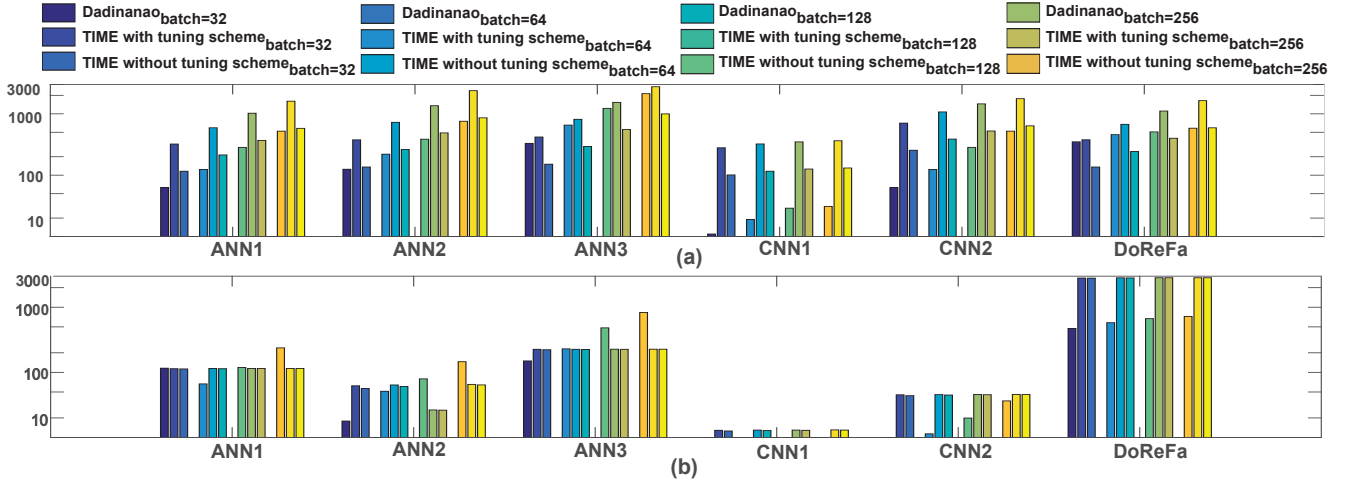 Dadinanao batch=32 Dadinanao batch=64 Dadinanao batch=128 Dadinanao batch=256
TIME with tuning scheme batch=32 TIME with tuning scheme batch=64 TIME with tuning scheme batch=128 TIME with tuning scheme batch=256
TIME without tuning scheme batch=32 TIME without tuning scheme batch=64 TIME without tuning scheme batch=128 TIME without tuning scheme batch=256
3000
1000
100
10
ANN1 ANN2 ANN3 CNN1 CNN2 DoReFa
(a)
3000
1000
100
10
ANN1 ANN2 ANN3 CNN1 CNN2 DoReFa
(b)